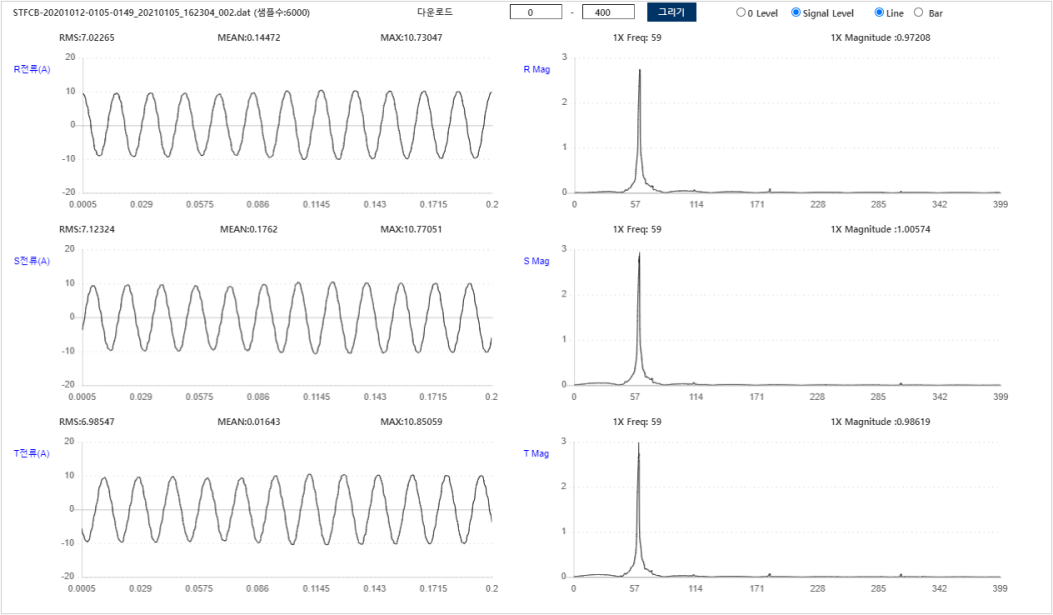 STFCB-20201012-0105-0149_20210105_162304_002.dat (샘플수:6000) 다운로드 0 - 400 그리기 0 Level Signal Level Line Bar
RMS:7.02265 MEAN:0.14472 MAX:10.73047 1X Freq: 59 1X Magnitude :0.97208
R전류(A) 20 10 0 -10 -20
0.0005 0.029 0.0575 0.086 0.1145 0.143 0.1715 0.2
R Mag 3 2 1 0
0 57 114 171 228 285 342 399
RMS:7.12324 MEAN:0.1762 MAX:10.77051 1X Freq: 59 1X Magnitude :1.00574
S전류(A) 20 10 0 -10 -20
0.0005 0.029 0.0575 0.086 0.1145 0.143 0.1715 0.2
S Mag 3 2 1 0
0 57 114 171 228 285 342 399
RMS:6.98547 MEAN:0.01643 MAX:10.85059 1X Freq: 59 1X Magnitude :0.98619
T전류(A) 20 10 0 -10 -20
0.0005 0.029 0.0575 0.086 0.1145 0.143 0.1715 0.2
T Mag 3 2 1 0
0 57 114 171 228 285 342 399